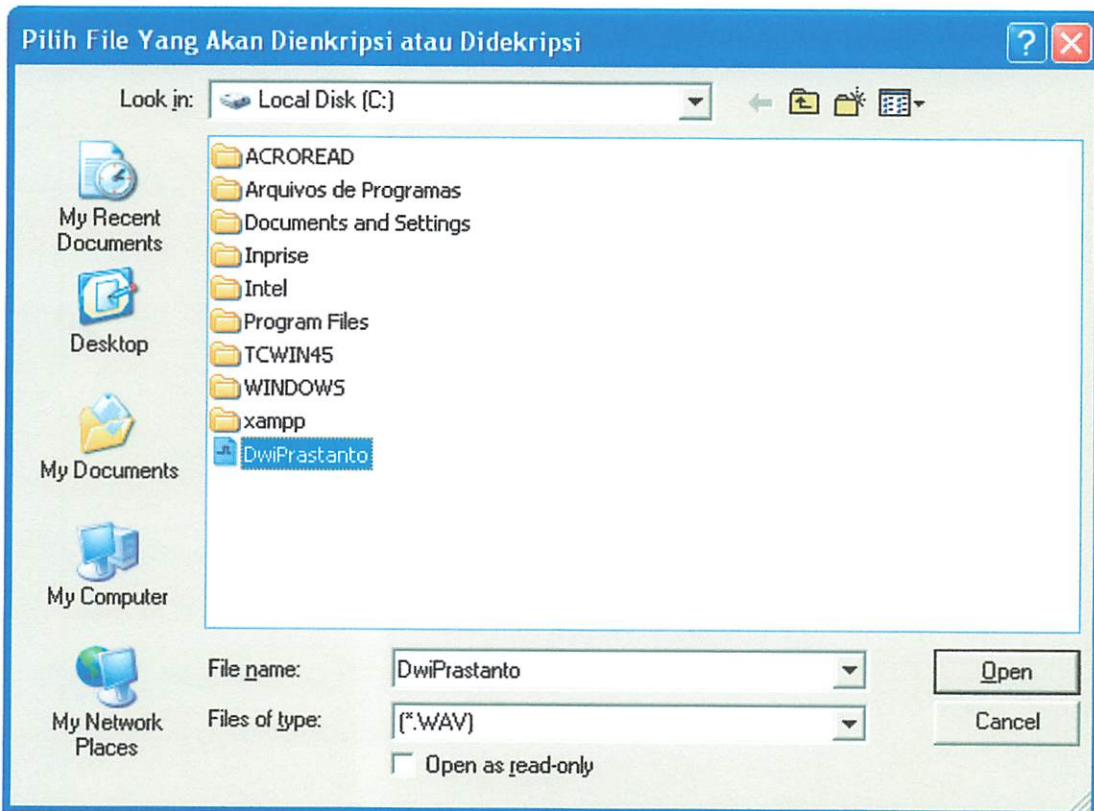 Pilih File Yang Akan Dienkripsi atau Didekripsi
Look in:
Local Disk (C:)
My Recent
Documents
Desktop
My Documents
My Computer
My Network
Places
ACROREAD
Arquivos de Programas
Documents and Settings
Inprise
Intel
Program Files
TCWIN45
WINDOWS
xampp
DwiPrastanto
File name:
DwiPrastanto
Open
Files of type:
(*.WAV)
Cancel
Open as read-only